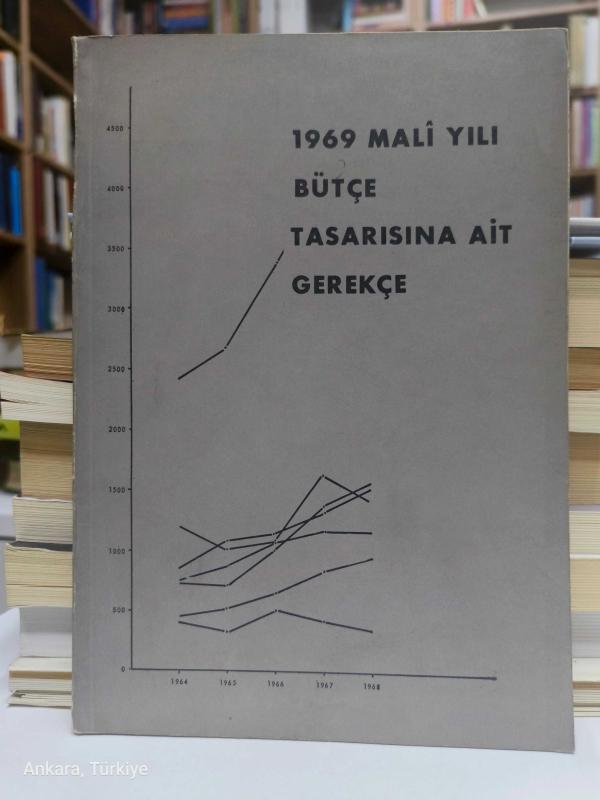 1969 MALÎ YILI
BÜTÇE
TASARISINA AİT
GEREKÇE
4500
4000
3500
3000
2500
2000
1500
1000
500
0
1964 1965 1966 1967 1968
Ankara, Türkiye